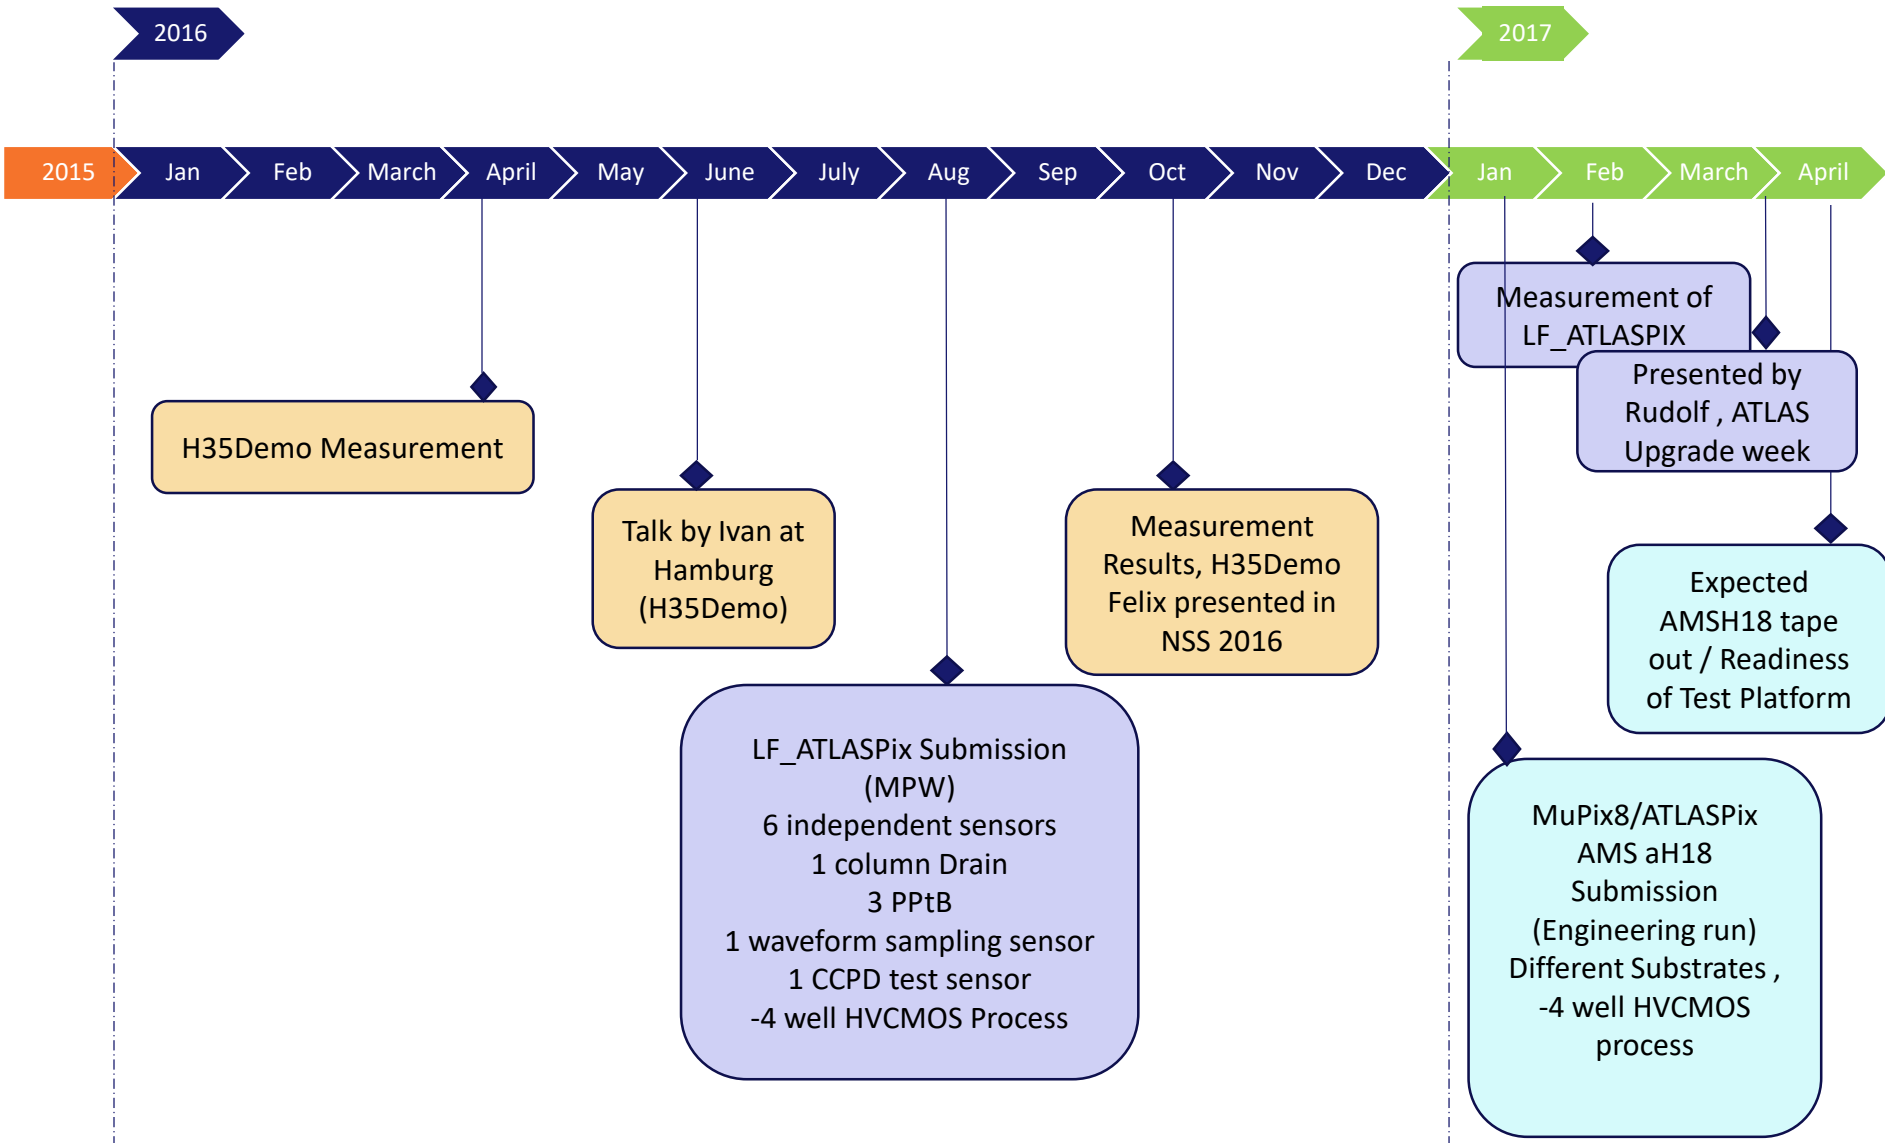 2016
2017
2015
Jan
Feb
March
April
May
June
July
Aug
Sep
Oct
Nov
Dec
Jan
Feb
March
April
H35Demo Measurement
Talk by Ivan at
Hamburg
(H35Demo)
LF_ATLASPix Submission
(MPW)
6 independent sensors
1 column Drain
3 PPtB
1 waveform sampling sensor
1 CCPD test sensor
-4 well HVCMOS Process
Measurement
Results, H35Demo
Felix presented in
NSS 2016
Measurement of
LF_ATLASPIX
Presented by
Rudolf , ATLAS
Upgrade week
Expected
AMSH18 tape
out / Readiness
of Test Platform
MuPix8/ATLASPix
AMS aH18
Submission
(Engineering run)
Different Substrates ,
-4 well HVCMOS
process